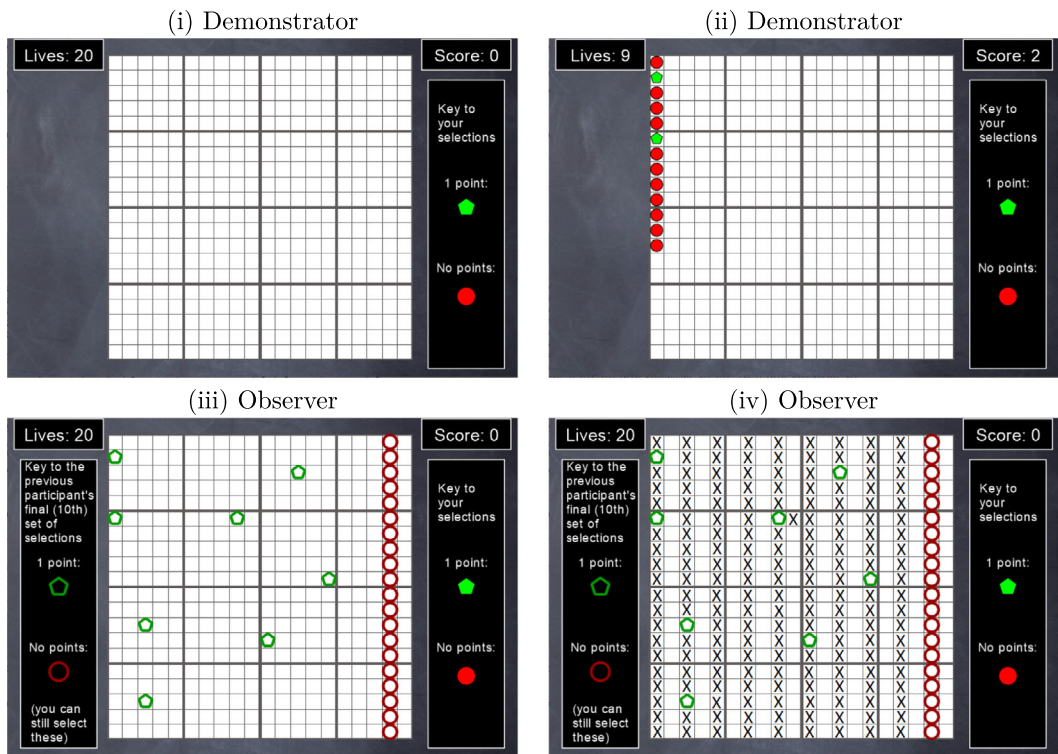 (i) Demonstrator
Lives: 20
Score: 0
Key to
your
selections
1 point:
No points:
(ii) Demonstrator
Lives: 9
Score: 2
Key to
your
selections
1 point:
No points:
(iii) Observer
Lives: 20
Score: 0
Key to the
previous
participant's
final (10th)
set of
selections
1 point:
No points:
(you can
still select
these)
Key to
your
selections
1 point:
No points:
(iv) Observer
Lives: 20
Score: 0
Key to the
previous
participant's
final (10th)
set of
selections
1 point:
No points:
(you can
still select
these)
X X X X X X X X X
X X X X X X X X
X X X X X X X X
X X X X X X X X X
X X X X X X X X X
X X X X X X X X
X X X X X X X X X
X X X X X X X X X
X X X X X X X X X
X X X X X X X X
X X X X X X X X X
X X X X X X X X X
X X X X X X X X
X X X X X X X X
X X X X X X X X X
X X X X X X X X X
X X X X X X X X X
X X X X X X X X
X X X X X X X X X
X X X X X X X X X
Key to
your
selections
1 point:
No points: